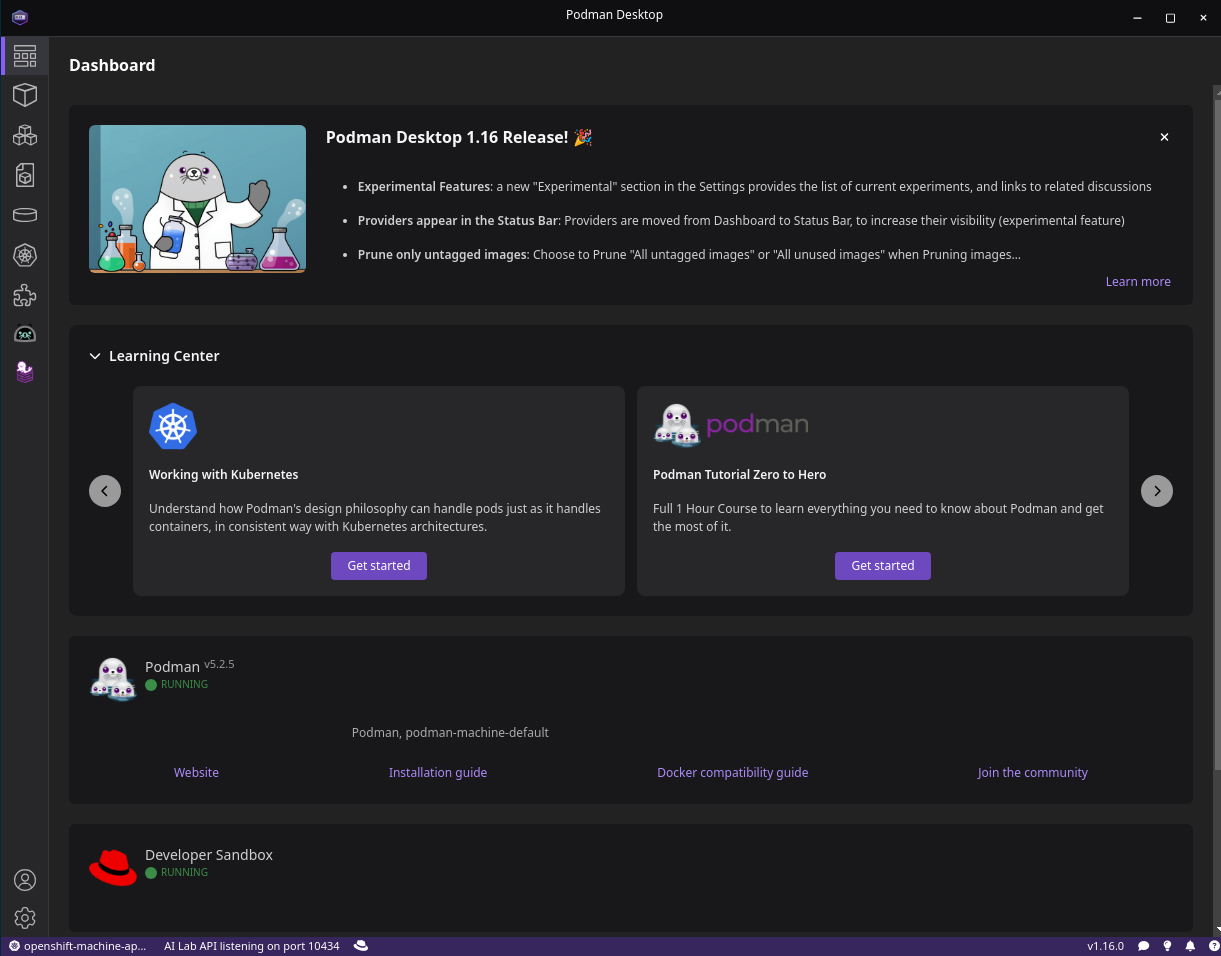 Podman Desktop
Dashboard
Podman Desktop 1.16 Release! 🎉
Experimental Features: a new "Experimental" section in the Settings provides the list of current experiments, and links to related discussions
Providers appear in the Status Bar: Providers are moved from Dashboard to Status Bar, to increase their visibility (experimental feature)
Prune only untagged images: Choose to Prune "All untagged images" or "All unused images" when Pruning images...
Learn more
Learning Center
podman
Working with Kubernetes
Understand how Podman's design philosophy can handle pods just as it handles
containers, in consistent way with Kubernetes architectures.
Get started
Podman Tutorial Zero to Hero
Full 1 Hour Course to learn everything you need to know about Podman and get
the most of it.
Get started
Podman v5.2.5
RUNNING
Podman, podman-machine-default
Website Installation guide Docker compatibility guide Join the community
Developer Sandbox
RUNNING
openshift-machine-ap... AI Lab API listening on port 10434 v1.16.0